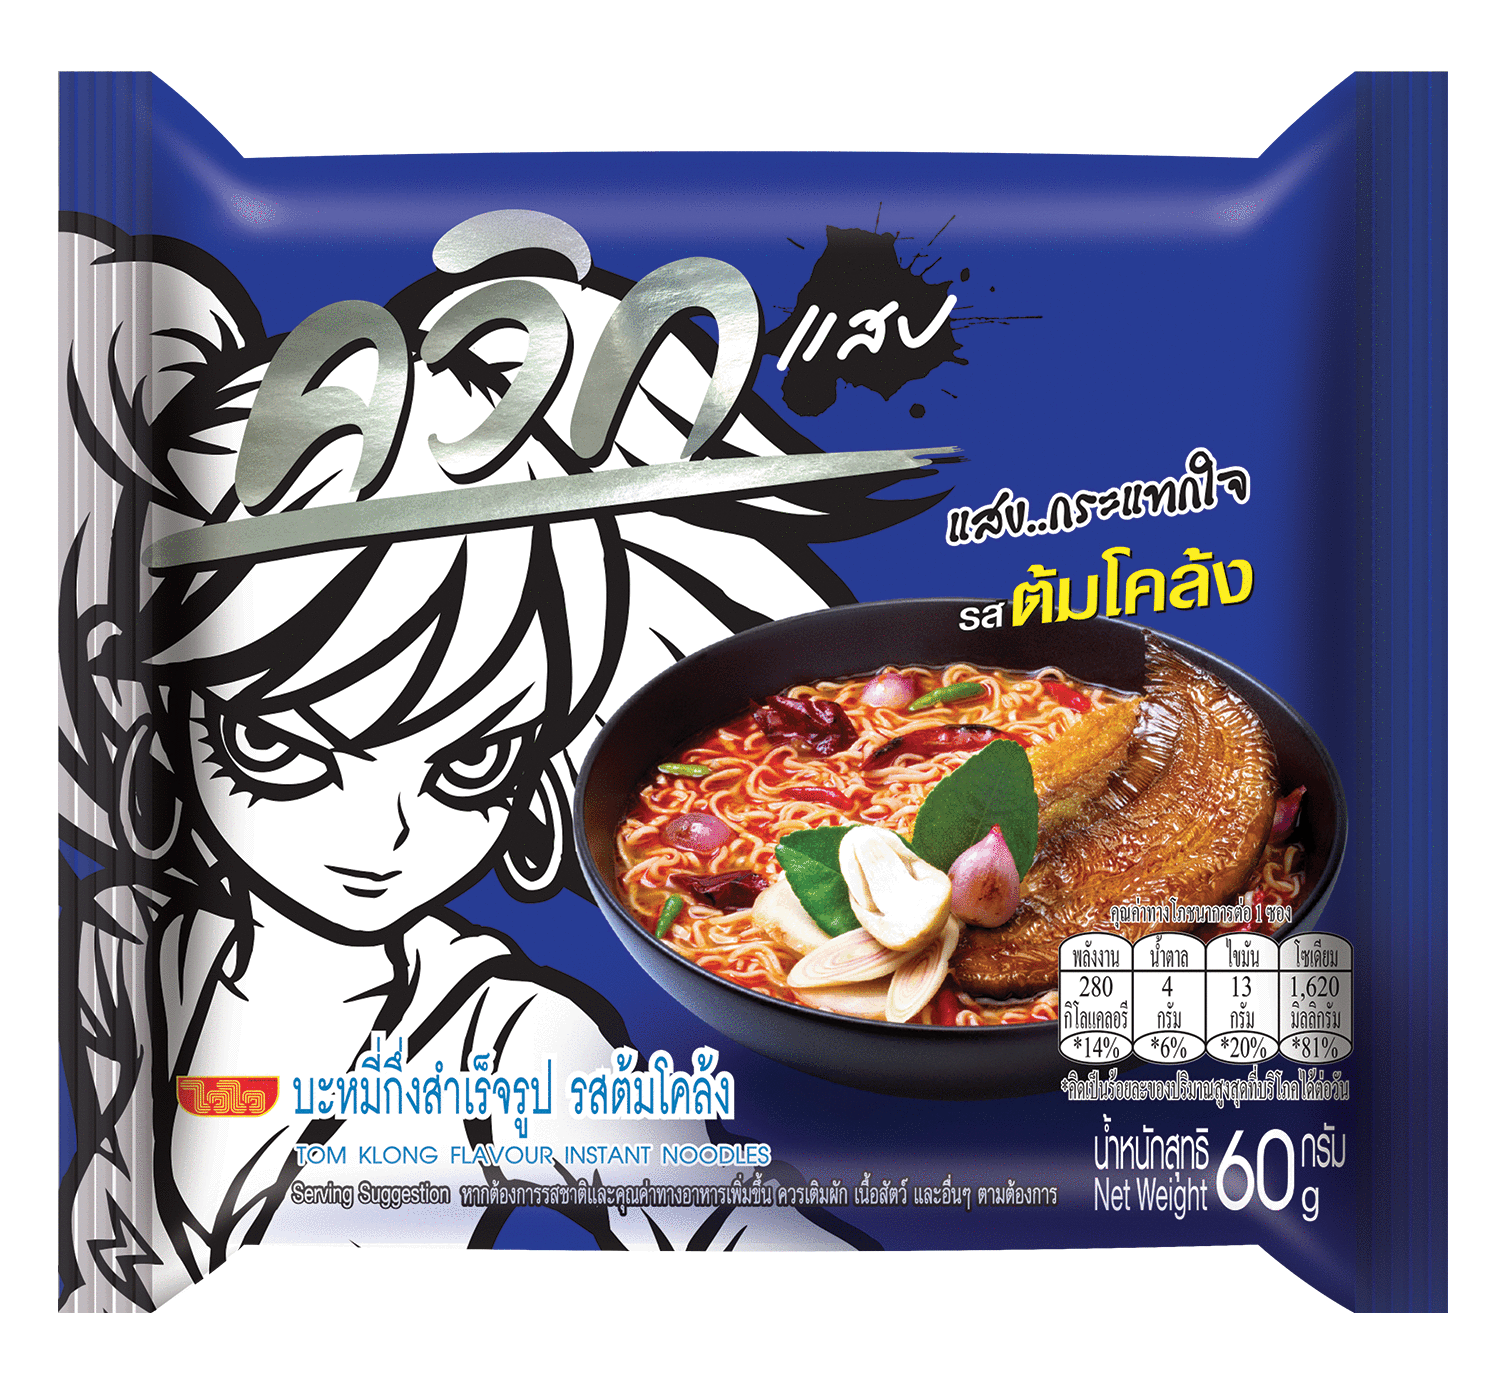 ควิก
แสบ
แสบ..กระแทกใจ
รสต้มโคล้ง
คุณค่าทางโภชนาการต่อ 1 ซอง
พลังงาน น้ำตาล ไขมัน โซเดียม
280 4 13 1,620
กิโลแคลอรี กรัม กรัม มิลลิกรัม
*14% *6% *20% *81%
*คิดเป็นร้อยละของปริมาณสูงสุดที่บริโภคได้ต่อวัน
ไวไว บะหมี่กึ่งสำเร็จรูป รสต้มโคล้ง
TOM KLONG FLAVOUR INSTANT NOODLES
Serving Suggestion หากต้องการรสชาติและคุณค่าทางอาหารเพิ่มขึ้น ควรเติมผัก เนื้อสัตว์ และอื่นๆ ตามต้องการ
น้ำหนักสุทธิ 60 กรัม
Net Weight g